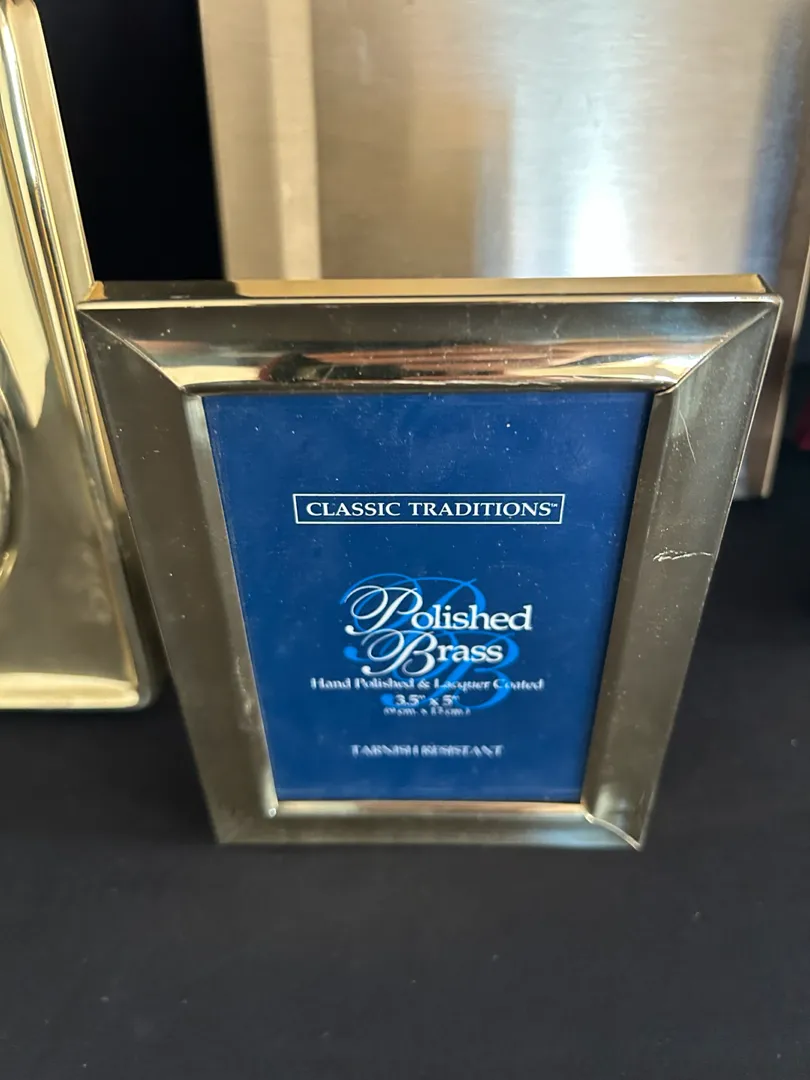 CLASSIC TRADITIONS™
Polished
Brass
Hand Polished & Lacquer Coated
3.5" x 5"
TARNISH RESISTANT